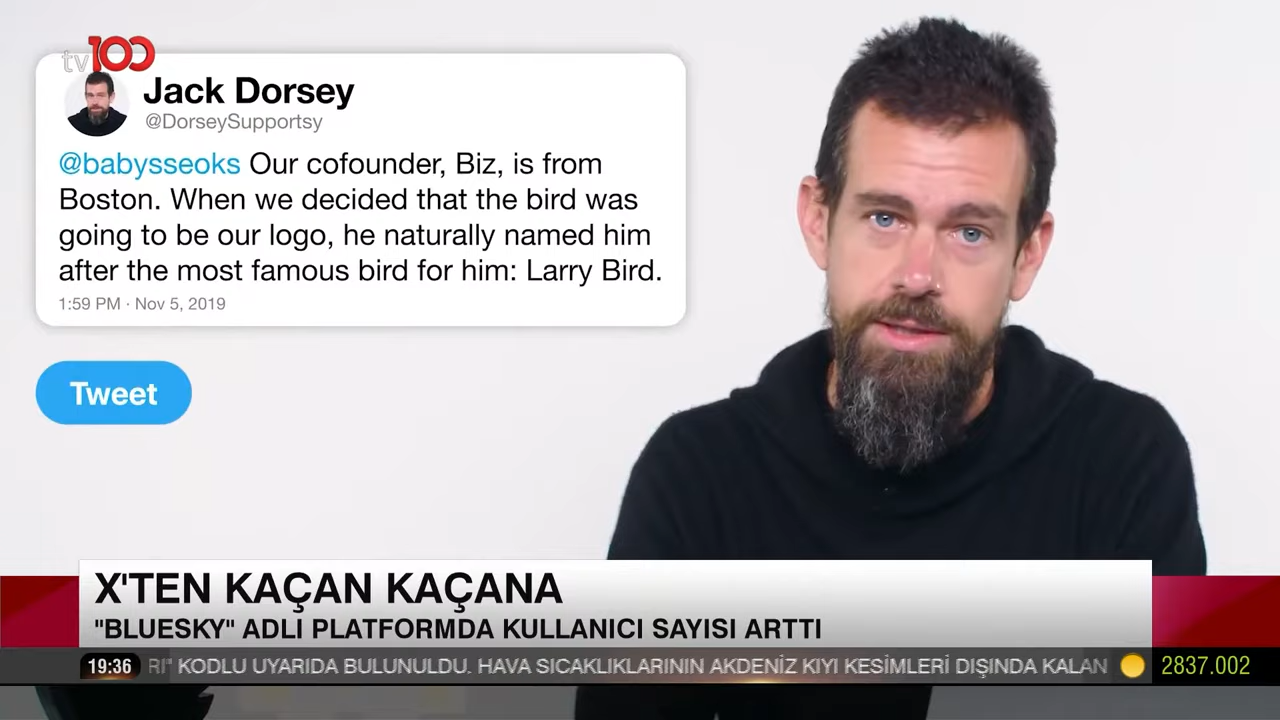 tv100
Jack Dorsey
@DorseySupportsy
@babysseoks Our cofounder, Biz, is from
Boston. When we decided that the bird was
going to be our logo, he naturally named him
after the most famous bird for him: Larry Bird.
1:59 PM · Nov 5, 2019
Tweet
X'TEN KAÇAN KAÇANA
"BLUESKY" ADLI PLATFORMDA KULLANICI SAYISI ARTTI
19:36 RI" KODLU UYARIDA BULUNULDU. HAVA SICAKLIKLARININ AKDENİZ KIYI KESİMLERİ DIŞINDA KALAN 2837.002